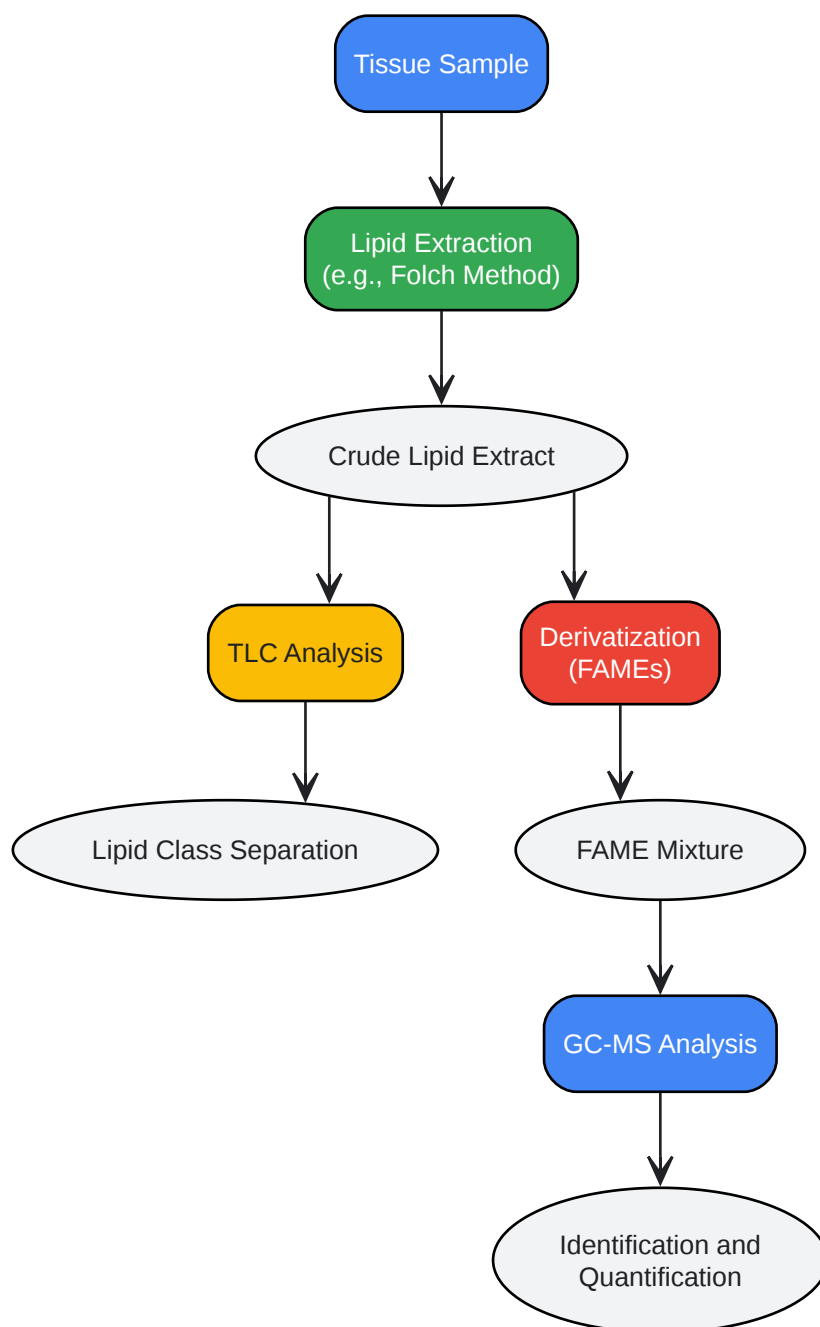 Tissue Sample
Lipid Extraction
(e.g., Folch Method)
Crude Lipid Extract
TLC Analysis
Derivatization
(FAMEs)
Lipid Class Separation
FAME Mixture
GC-MS Analysis
Identification and
Quantification